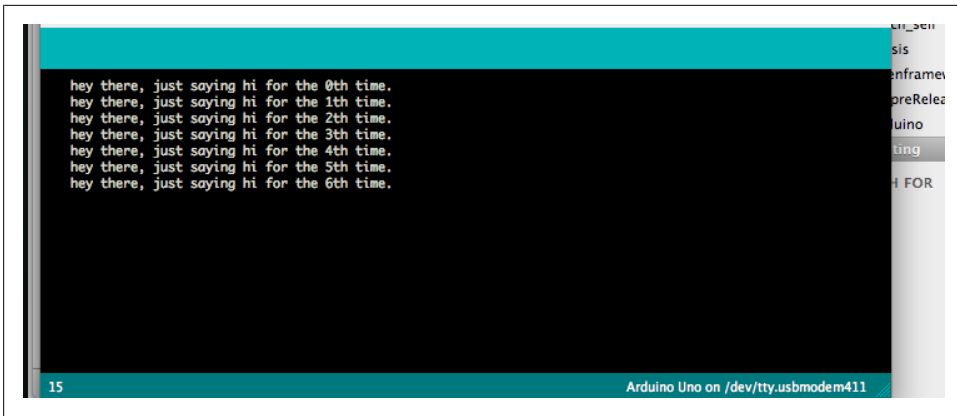 hey there, just saying hi for the 0th time.
hey there, just saying hi for the 1th time.
hey there, just saying hi for the 2th time.
hey there, just saying hi for the 3th time.
hey there, just saying hi for the 4th time.
hey there, just saying hi for the 5th time.
hey there, just saying hi for the 6th time.
15
Arduino Uno on /dev/tty.usbmodem411
sis
enframew
preRelea
uino
ting
H FOR